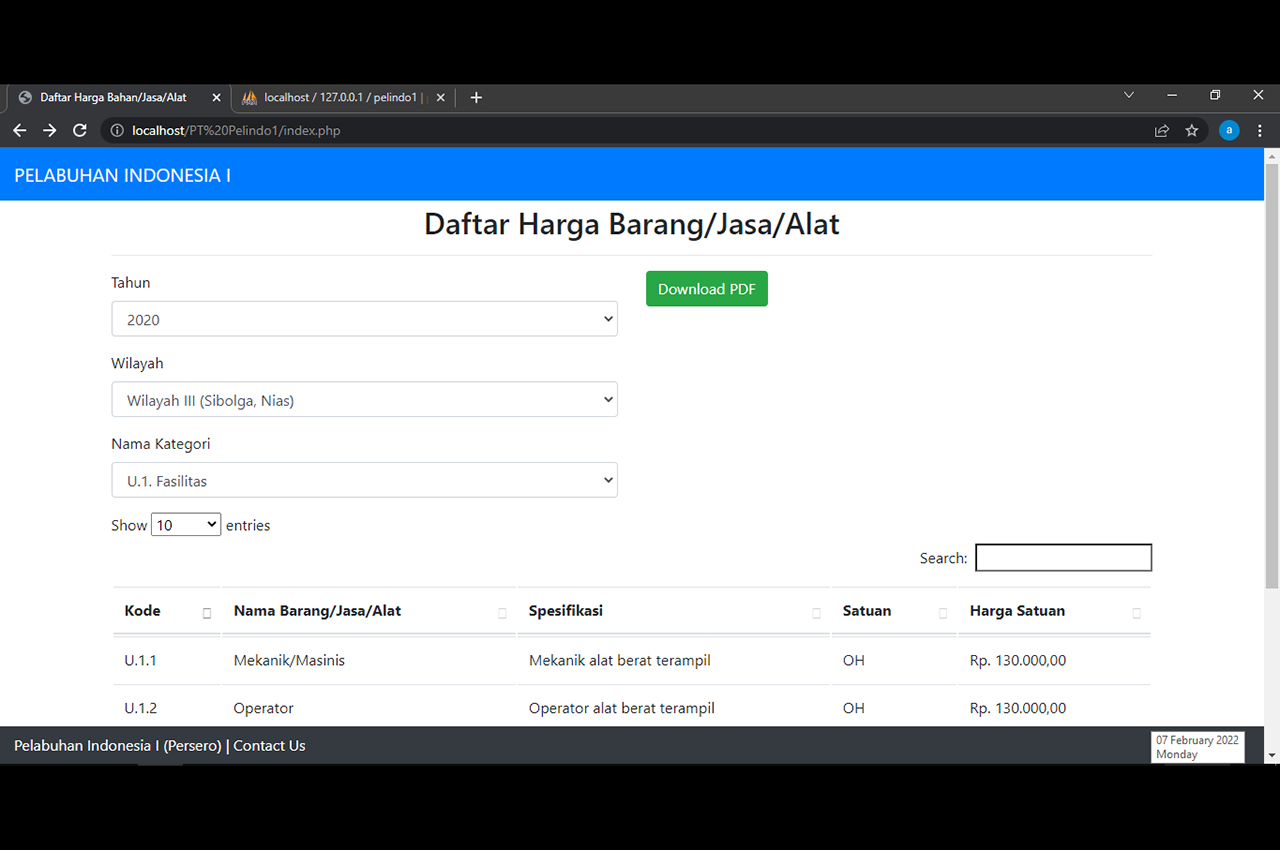 Daftar Harga Bahan/Jasa/Alat
localhost / 127.0.0.1 / pelindo1 |
localhost/PT%20Pelindo1/index.php
a
PELABUHAN INDONESIA I
Daftar Harga Barang/Jasa/Alat
Tahun
Download PDF
2020
Wilayah
Wilayah III (Sibolga, Nias)
Nama Kategori
U.1. Fasilitas
Show 10 entries
Search:
Kode Nama Barang/Jasa/Alat Spesifikasi Satuan Harga Satuan
U.1.1 Mekanik/Masinis Mekanik alat berat terampil OH Rp. 130.000,00
U.1.2 Operator Operator alat berat terampil OH Rp. 130.000,00
Pelabuhan Indonesia I (Persero) | Contact Us
07 February 2022
Monday